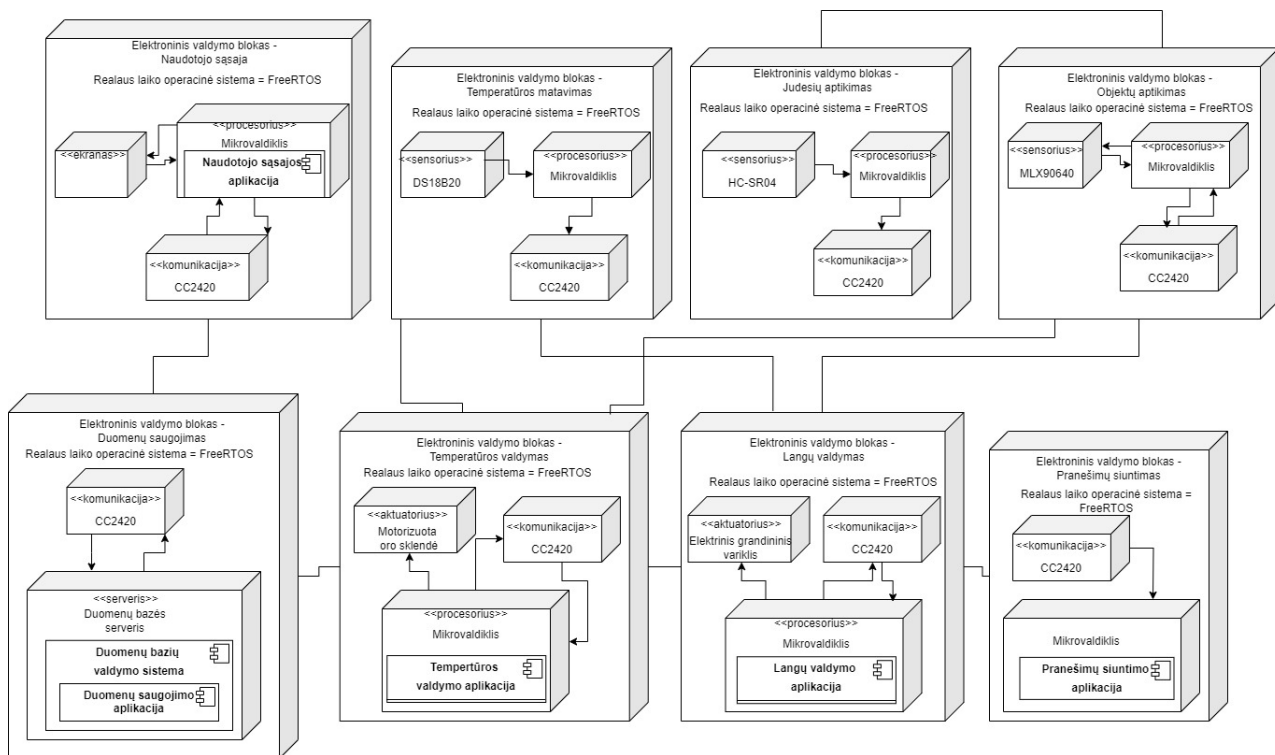 Elektroninis valdymo blokas -
Naudotojo sąsaja
Realaus laiko operacinė sistema = FreeRTOS
<<ekranas>>
<<procesorius>>
Mikrovaldiklis
Naudotojo sąsajos
aplikacija
<<komunikacija>>
CC2420
Elektroninis valdymo blokas -
Temperatūros matavimas
Realaus laiko operacinė sistema = FreeRTOS
<<sensorius>>
DS18B20
<<procesorius>>
Mikrovaldiklis
<<komunikacija>>
CC2420
Elektroninis valdymo blokas -
Judesių aptikimas
Realaus laiko operacinė sistema = FreeRTOS
<<sensorius>>
HC-SR04
<<procesorius>>
Mikrovaldiklis
<<komunikacija>>
CC2420
Elektroninis valdymo blokas -
Objektų aptikimas
Realaus laiko operacinė sistema = FreeRTOS
<<sensorius>>
MLX90640
<<procesorius>>
Mikrovaldiklis
<<komunikacija>>
CC2420
Elektroninis valdymo blokas -
Duomenų saugojimas
Realaus laiko operacinė sistema = FreeRTOS
<<komunikacija>>
CC2420
<<serveris>>
Duomenų bazės
serveris
Duomenų bazių
valdymo sistema
Duomenų saugojimo
aplikacija
Elektroninis valdymo blokas -
Temperatūros valdymas
Realaus laiko operacinė sistema = FreeRTOS
<<aktuatorius>>
Motorizuota
oro sklendė
<<komunikacija>>
CC2420
<<procesorius>>
Mikrovaldiklis
Tempertūros
valdymo aplikacija
Elektroninis valdymo blokas -
Langų valdymas
Realaus laiko operacinė sistema = FreeRTOS
<<aktuatorius>>
Elektrinis grandininis
variklis
<<komunikacija>>
CC2420
<<procesorius>>
Mikrovaldiklis
Langų valdymo
aplikacija
Elektroninis valdymo blokas -
Pranešimų siuntimas
Realaus laiko operacinė sistema =
FreeRTOS
<<komunikacija>>
CC2420
Mikrovaldiklis
Pranešimų siuntimo
aplikacija